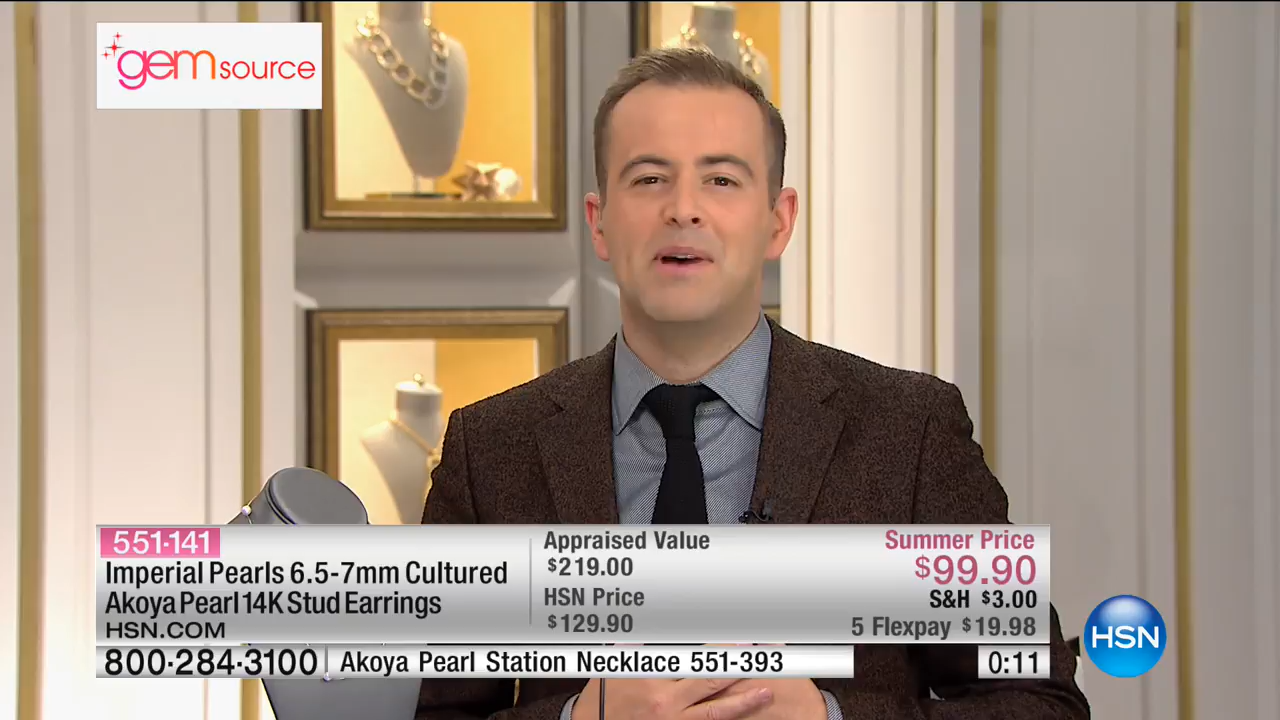 gem source
551-141
Imperial Pearls 6.5-7mm Cultured
Akoya Pearl 14K Stud Earrings
HSN.COM
Appraised Value
$219.00
HSN Price
$129.90
Summer Price
$99.90
S&H $3.00
5 Flexpay $19.98
HSN
800·284·3100
Akoya Pearl Station Necklace 551-393
0:11